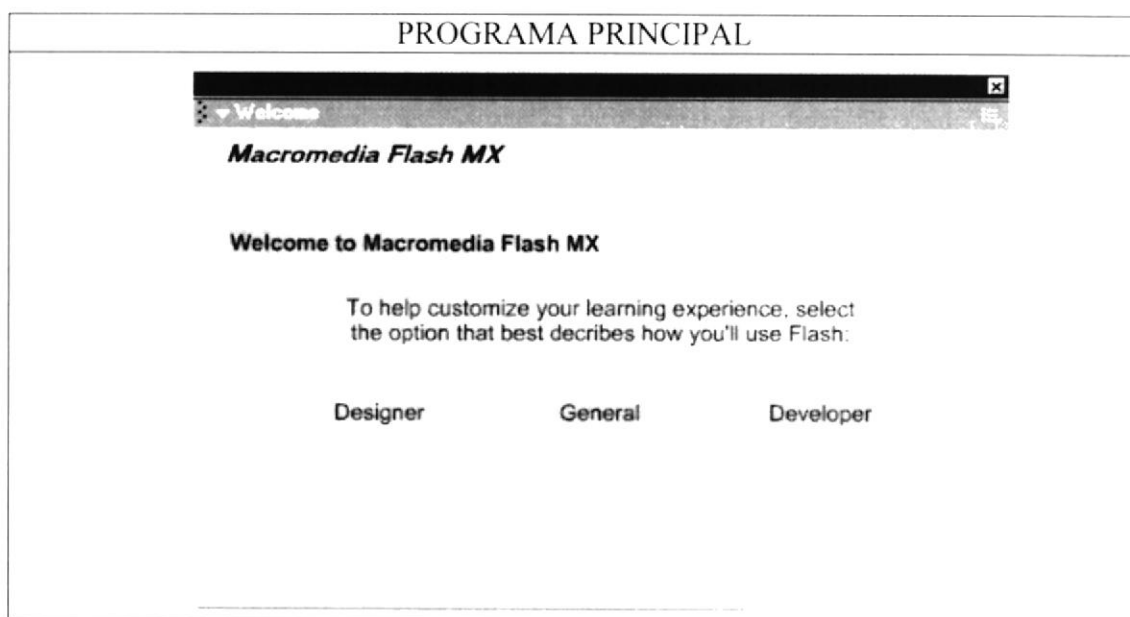 PROGRAMA PRINCIPAL
Welcome
Macromedia Flash MX
Welcome to Macromedia Flash MX
To help customize your learning experience, select
the option that best decribes how you'll use Flash:
Designer General Developer